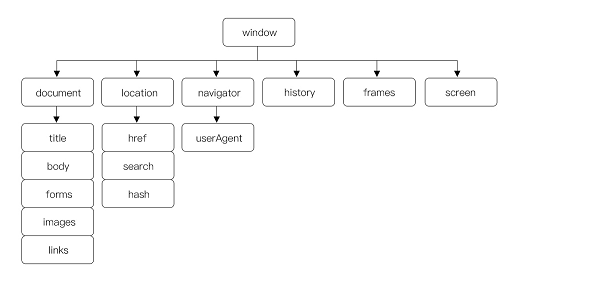 window
document
location
navigator
history
frames
screen
title
href
userAgent
body
search
forms
hash
images
links